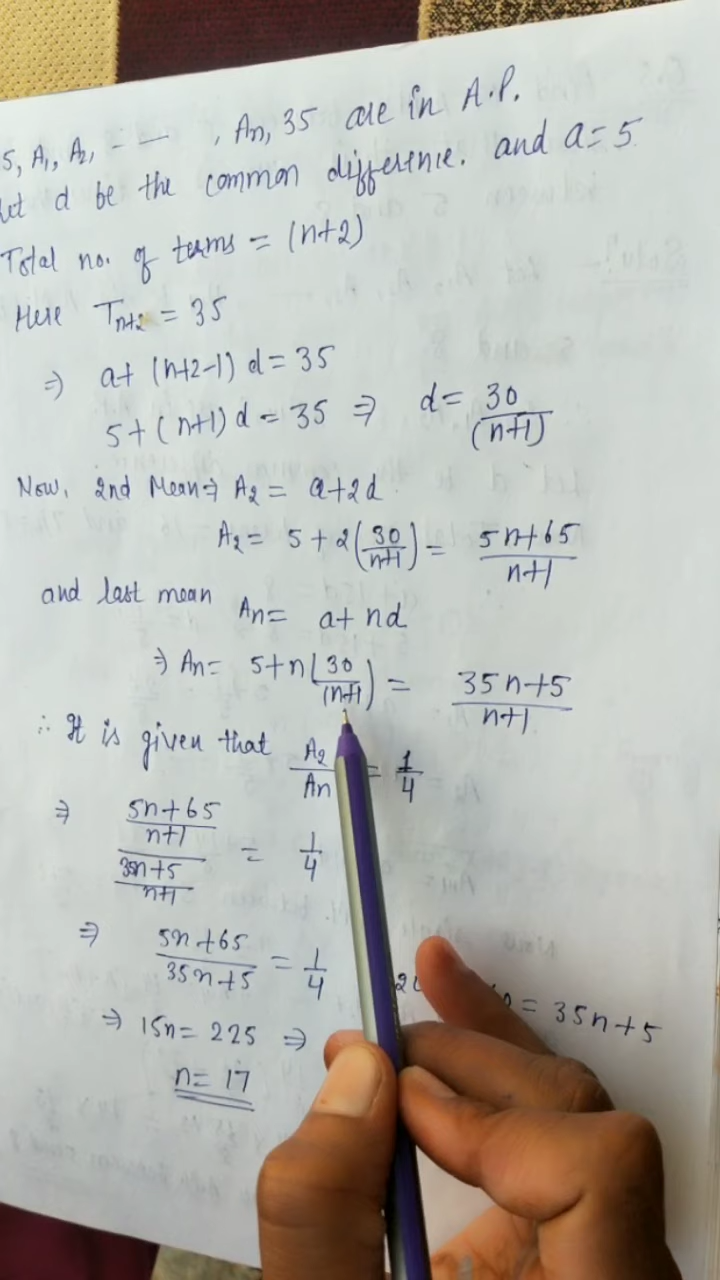 5, A₁, A₂, - — , An, 35 are in A.P.
Let d be the common difference. and a = 5
Total no. of terms = (n+2)
Here Tn+2 = 35
⇒ a + (n+2-1) d = 35
5 + (n+1) d = 35 ⇒ d = 30/(n+1)
Now, 2nd Mean ⇒ A₂ = a+2d
A₂ = 5 + 2(30/n+1) = 5n+65/n+1
and last mean An = a + nd
⇒ An = 5+n(30/(n+1)) = 35n+5/n+1
∴ It is given that A₂/An = 1/4
⇒ 5n+65/n+1 / 35n+5/n+1 = 1/4
⇒ 5n+65/35n+5 = 1/4 = 35n+5
⇒ 15n = 225 ⇒
n = 17